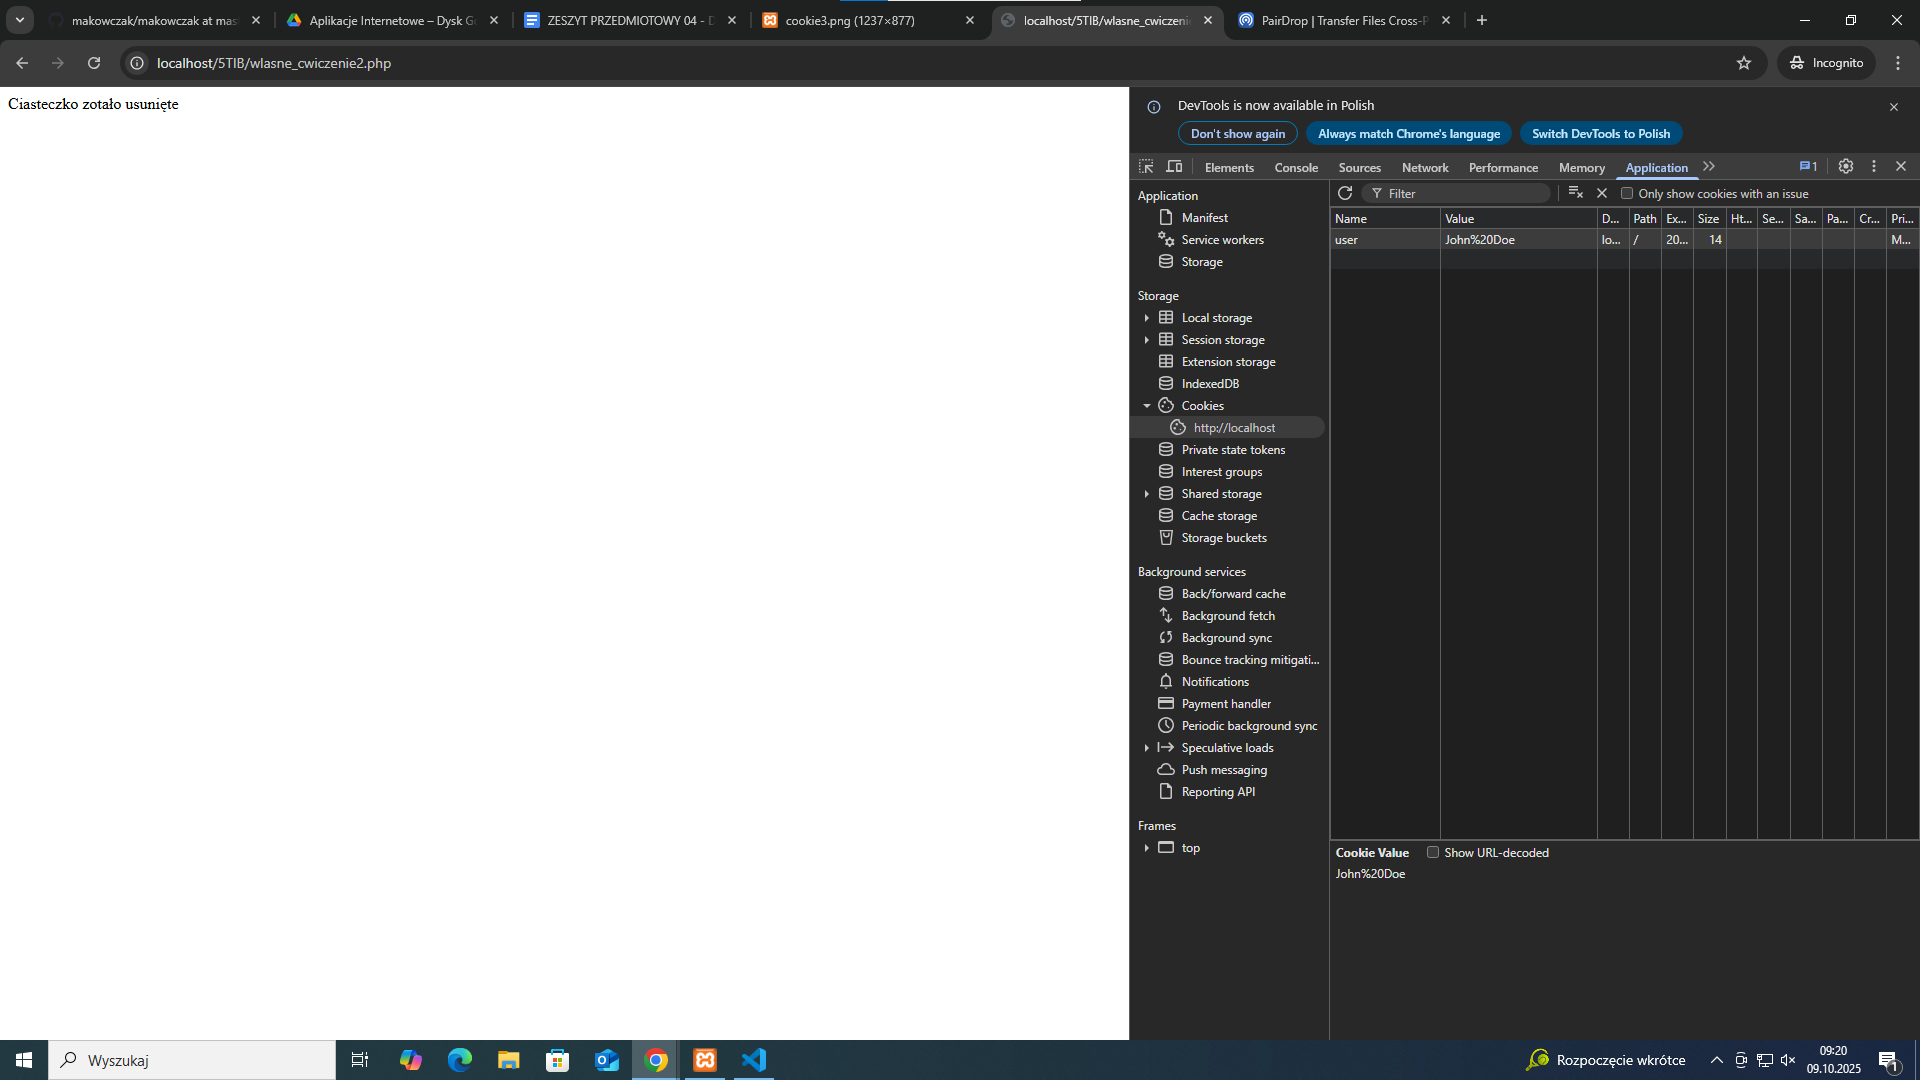 makowczak/makowczak at mas
Aplikacje Internetowe – Dysk G
ZESZYT PRZEDMIOTOWY 04 - D
cookie3.png (1237×877)
localhost/5TIB/wlasne_cwiczenie
PairDrop | Transfer Files Cross-P
localhost/5TIB/wlasne_cwiczenie2.php
Incognito
Ciasteczko zotało usunięte
DevTools is now available in Polish
Don't show again
Always match Chrome's language
Switch DevTools to Polish
Elements
Console
Sources
Network
Performance
Memory
Application
1
Application
Manifest
Service workers
Storage
Storage
Local storage
Session storage
Extension storage
IndexedDB
Cookies
http://localhost
Private state tokens
Interest groups
Shared storage
Cache storage
Storage buckets
Background services
Back/forward cache
Background fetch
Background sync
Bounce tracking mitigati...
Notifications
Payment handler
Periodic background sync
Speculative loads
Push messaging
Reporting API
Frames
top
Filter
Only show cookies with an issue
Name Value D... Path Ex... Size Ht... Se... Sa... Pa... Cr... Pri...
user John%20Doe lo... / 20... 14 M...
Cookie Value
Show URL-decoded
John%20Doe
Wyszukaj
Rozpoczęcie wkrótce
09:20
09.10.2025
1